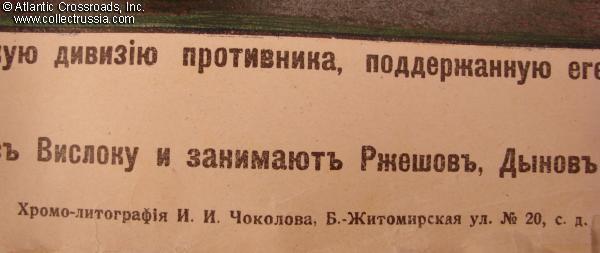 © Atlantic Crossroads, Inc.
www.collectrussia.com
дивизію противника, поддержанную
Вислоку и занимаютъ Ржешовъ, Дыновъ
Хромо-литографія И. И. Чоколова, Б.-Житомирская ул. № 20, с. д.